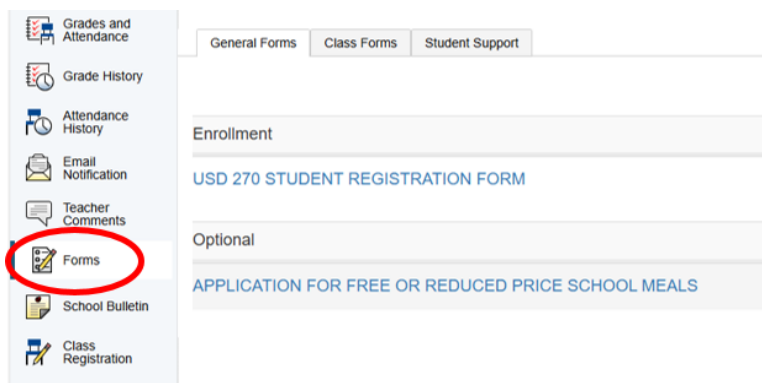 Grades and
Attendance
Grade History
Attendance
History
Email
Notification
Teacher
Comments
Forms
School Bulletin
Class
Registration
General Forms
Class Forms
Student Support
Enrollment
USD 270 STUDENT REGISTRATION FORM
Optional
APPLICATION FOR FREE OR REDUCED PRICE SCHOOL MEALS